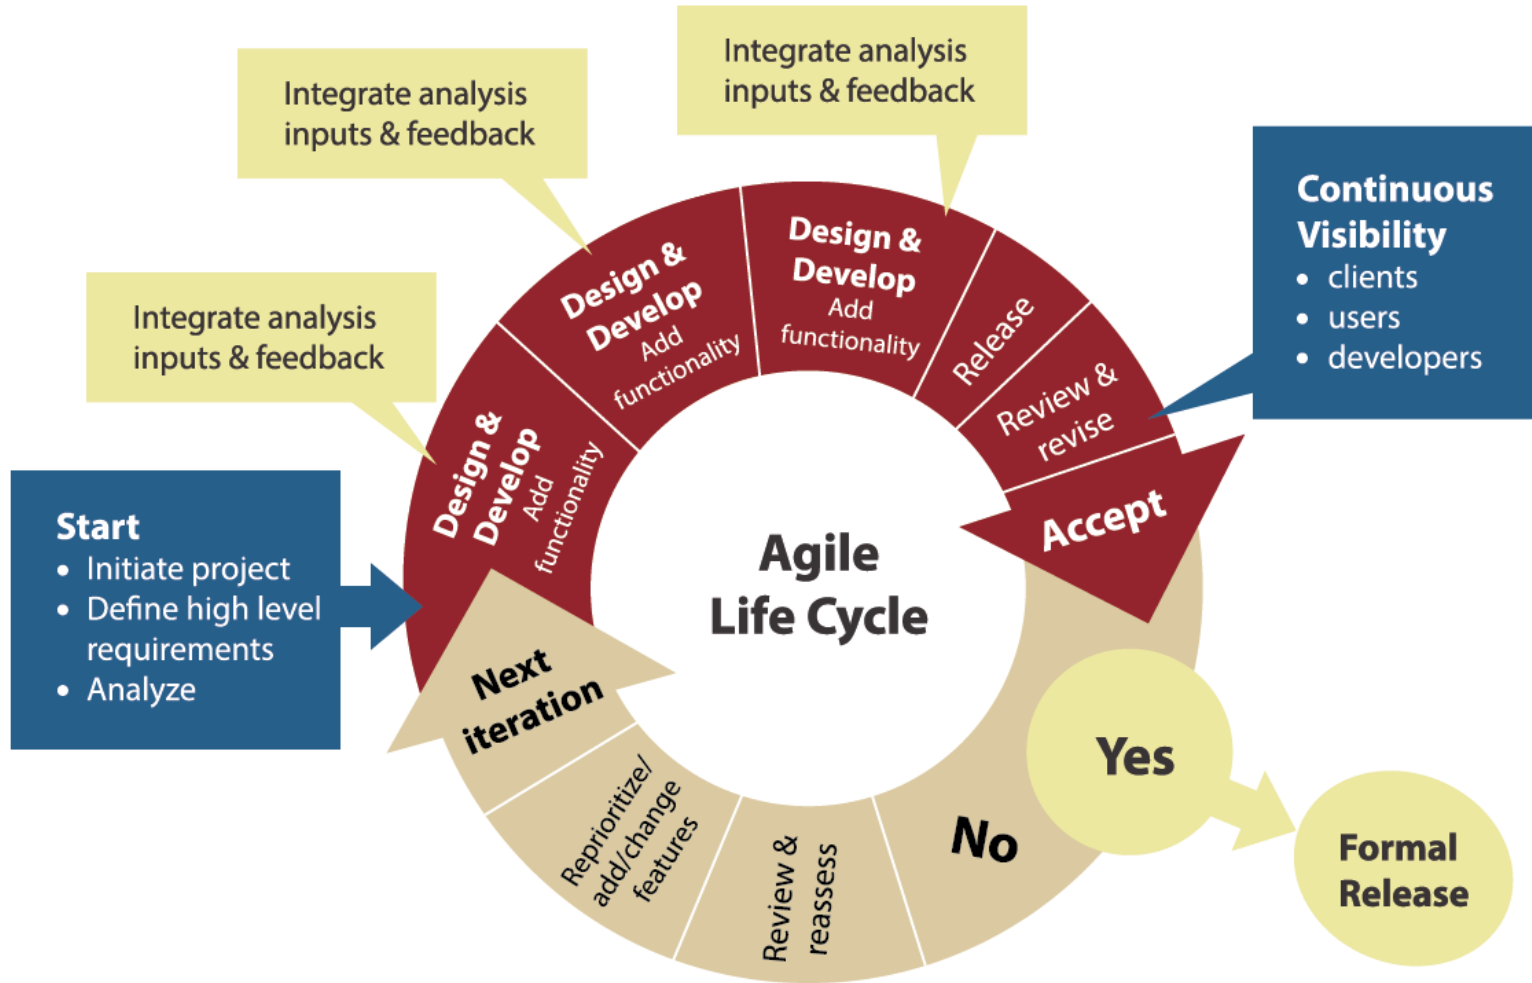 Integrate analysis
inputs & feedback
Integrate analysis
inputs & feedback
Integrate analysis
inputs & feedback
Continuous
Visibility
• clients
• users
• developers
Start
• Initiate project
• Define high level
requirements
• Analyze
Design &
Develop
Add
functionality
Design &
Develop
Add
functionality
Design &
Develop
Add
functionality
Release
Review &
revise
Accept
Agile
Life Cycle
Yes
Formal
Release
No
Review &
reassess
Reprioritize/
add/change
features
Next
iteration